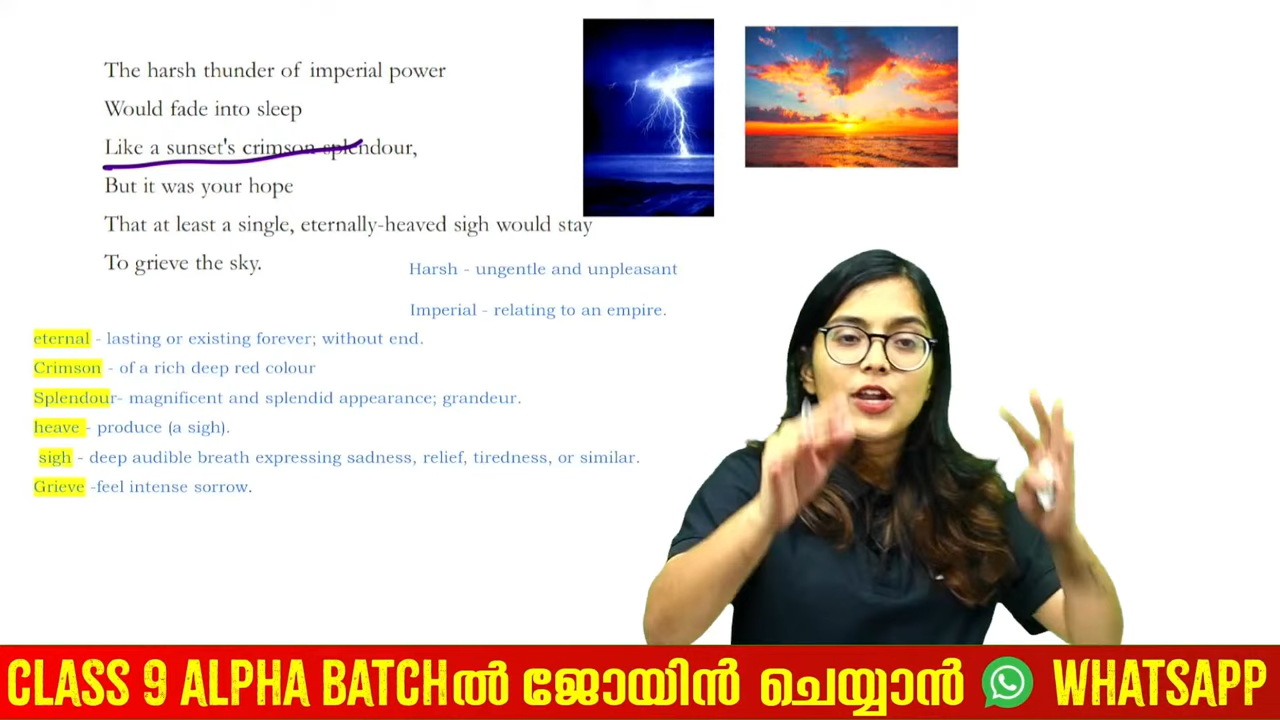 The harsh thunder of imperial power
Would fade into sleep
Like a sunset's crimson splendour,
But it was your hope
That at least a single, eternally-heaved sigh would stay
To grieve the sky.
Harsh - ungentle and unpleasant
Imperial - relating to an empire.
eternal - lasting or existing forever; without end.
Crimson - of a rich deep red colour
Splendour- magnificent and splendid appearance; grandeur.
heave - produce (a sigh).
sigh - deep audible breath expressing sadness, relief, tiredness, or similar.
Grieve -feel intense sorrow.
CLASS 9 ALPHA BATCHൽ ജോയിൻ ചെയ്യാൻ WHATSAPP